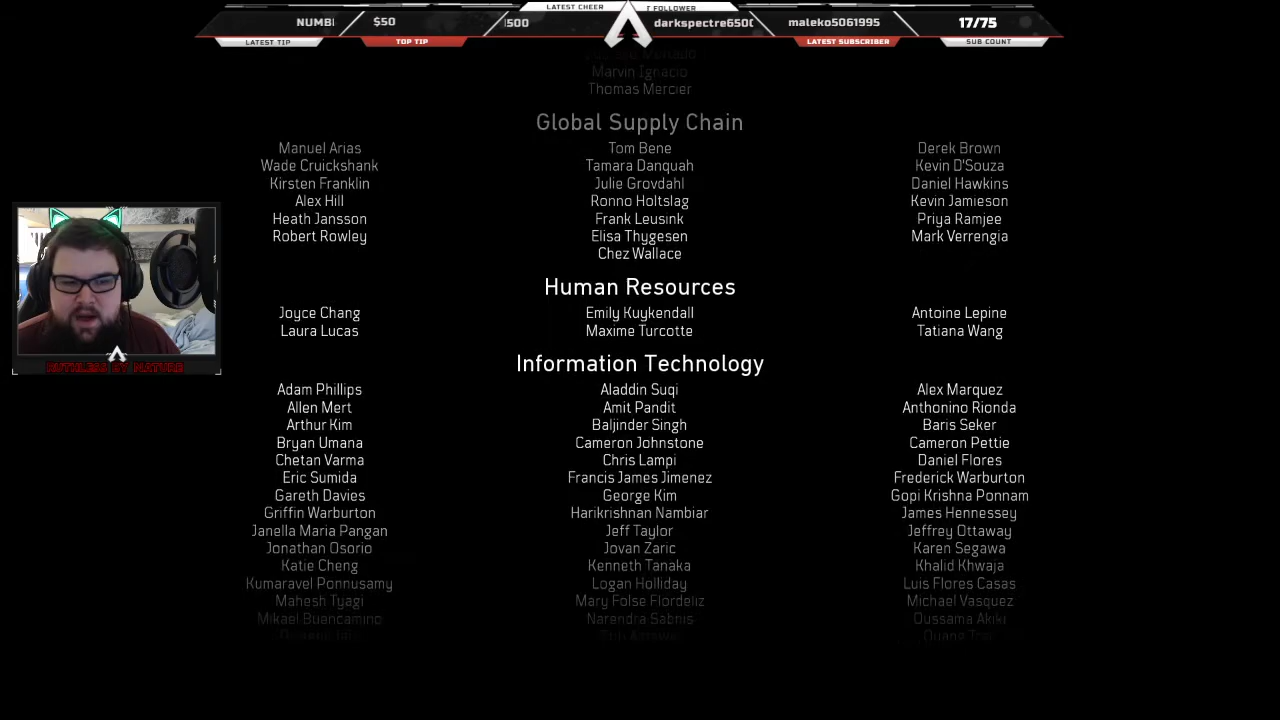 LATEST CHEER
T FOLLOWER
NUMB
$50
500
darkspectre650
maleko5061995
17/75
LATEST TIP
TOP TIP
LATEST SUBSCRIBER
SUB COUNT
Marvin Ignacio
Thomas Mercier
Global Supply Chain
Manuel Arias Tom Bene Derek Brown
Wade Cruickshank Tamara Danquah Kevin D'Souza
Kirsten Franklin Julie Grovdahl Daniel Hawkins
Alex Hill Ronno Holtslag Kevin Jamieson
Heath Jansson Frank Leusink Priya Ramjee
Robert Rowley Elisa Thygesen Mark Verrengia
Chez Wallace
Human Resources
Joyce Chang Emily Kuykendall Antoine Lepine
Laura Lucas Maxime Turcotte Tatiana Wang
Information Technology
Adam Phillips Aladdin Suqi Alex Marquez
Allen Mert Amit Pandit Anthonino Rionda
Arthur Kim Baljinder Singh Baris Seker
Bryan Umana Cameron Johnstone Cameron Pettie
Chetan Varma Chris Lampi Daniel Flores
Eric Sumida Francis James Jimenez Frederick Warburton
Gareth Davies George Kim Gopi Krishna Ponnam
Griffin Warburton Harikrishnan Nambiar James Hennessey
Janella Maria Pangan Jeff Taylor Jeffrey Ottaway
Jonathan Osorio Jovan Zaric Karen Segawa
Katie Cheng Kenneth Tanaka Khalid Khwaja
Kumaravel Ponnusamy Logan Holliday Luis Flores Casas
Mahesh Tyagi Mary Folse Flordeliz Michael Vasquez
Mikael Buencamino Narendra Sabnis Oussama Akiki
RUTHLESS BY NATURE